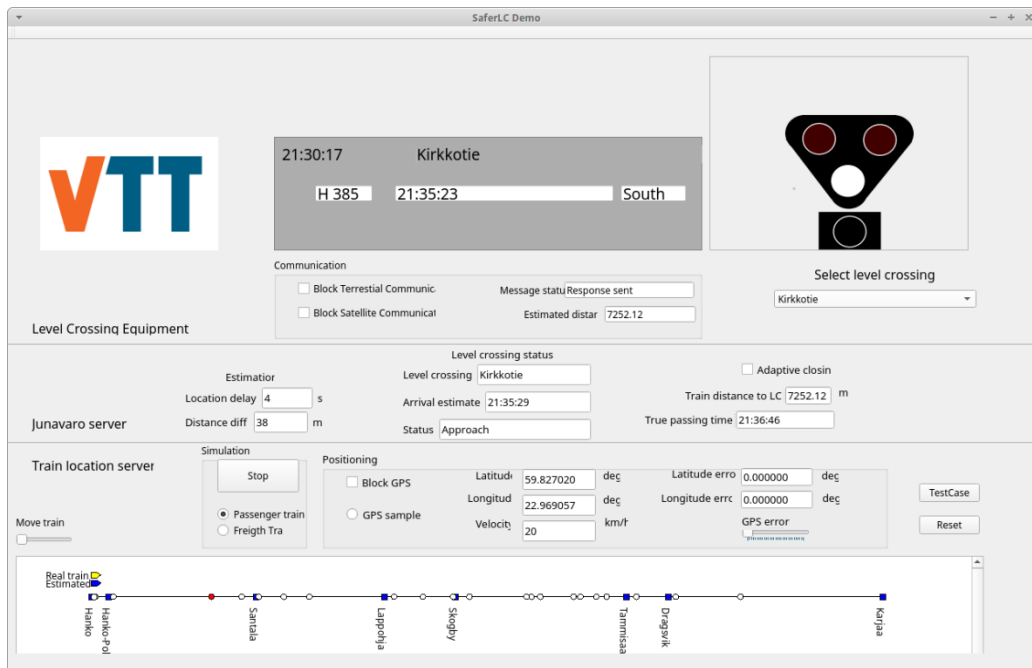 SaferLC Demo
VTT
21:30:17 Kirkkotie
H 385 21:35:23 South
Communication
Block Terrestial Communic
Message statu Response sent
Block Satellite Communicat
Estimated distar 7252.12
Select level crossing
Kirkkotie
Level Crossing Equipment
Level crossing status
Estimation
Location delay 4 s
Distance diff 38 m
Level crossing Kirkkotie
Arrival estimate 21:35:29
Status Approach
Adaptive closin
Train distance to LC 7252.12 m
True passing time 21:36:46
Junavaro server
Train location server
Simulation
Stop
Passenger train
Freigth Tra
Positioning
Block GPS
GPS sample
Latitude 59.827020 deg
Longitud 22.969057 deg
Velocity 20 km/h
Latitude erro 0.000000 deg
Longitude errc 0.000000 deg
GPS error
TestCase
Reset
Move train
Real train
Estimated
Hanko
Hanko-Pol
Santala
Lappohja
Skogby
Tammisaa
Dragsvik
Karjaa